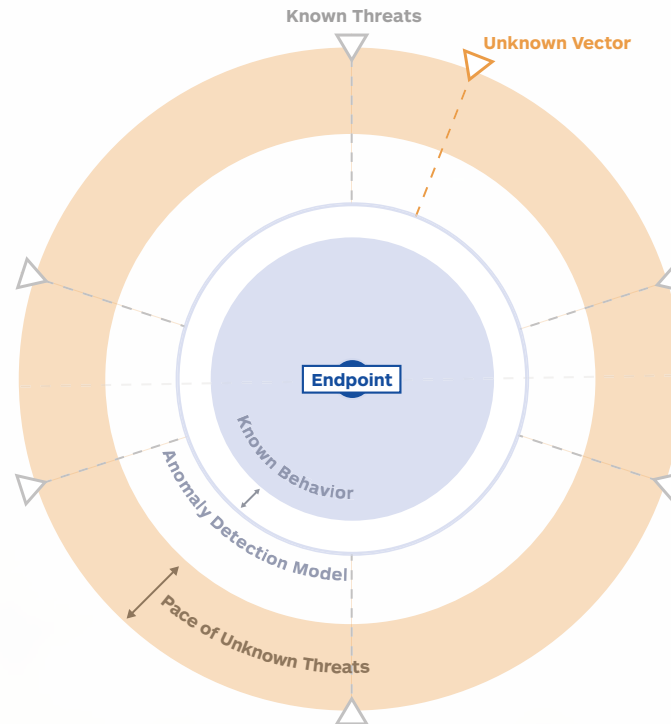 Known Threats
Unknown Vector
Endpoint
Known Behavior
Anomaly Detection Model
Pace of Unknown Threats